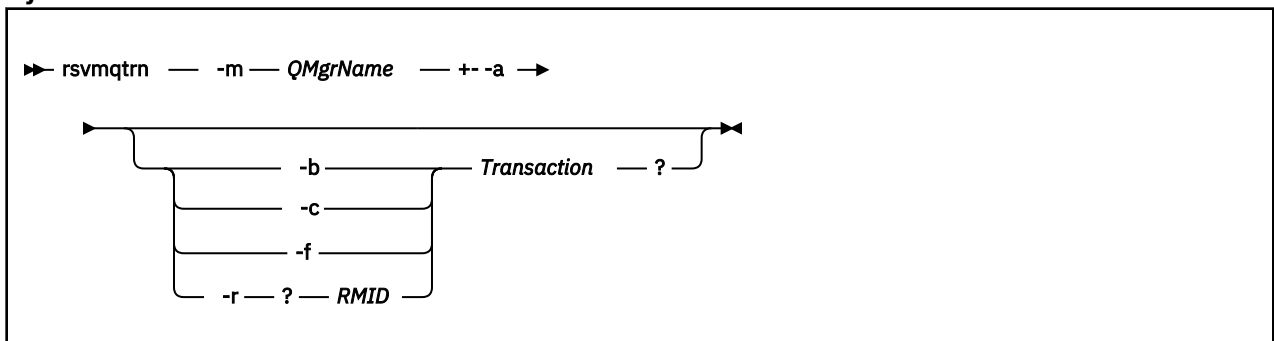 rsvmqtrn -m QMgrName +- -a
-b Transaction ?
-c
-f
-r ? RMID